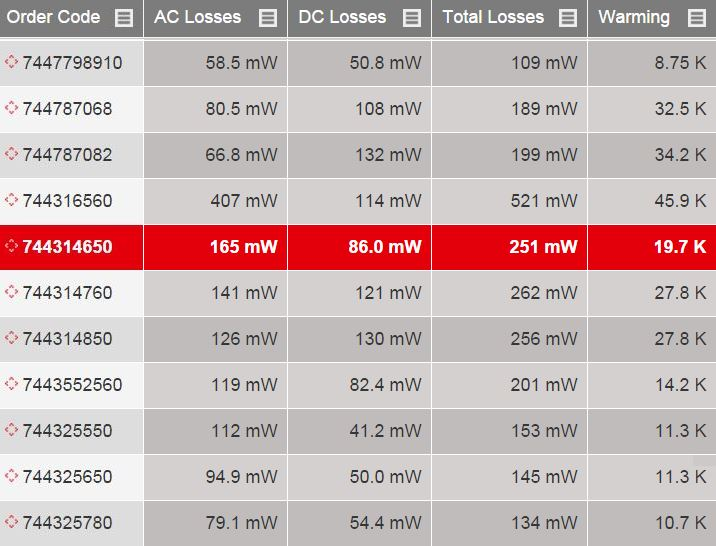 Order Code AC Losses DC Losses Total Losses Warming
7447798910 58.5 mW 50.8 mW 109 mW 8.75 K
744787068 80.5 mW 108 mW 189 mW 32.5 K
744787082 66.8 mW 132 mW 199 mW 34.2 K
744316560 407 mW 114 mW 521 mW 45.9 K
744314650 165 mW 86.0 mW 251 mW 19.7 K
744314760 141 mW 121 mW 262 mW 27.8 K
744314850 126 mW 130 mW 256 mW 27.8 K
7443552560 119 mW 82.4 mW 201 mW 14.2 K
744325550 112 mW 41.2 mW 153 mW 11.3 K
744325650 94.9 mW 50.0 mW 145 mW 11.3 K
744325780 79.1 mW 54.4 mW 134 mW 10.7 K